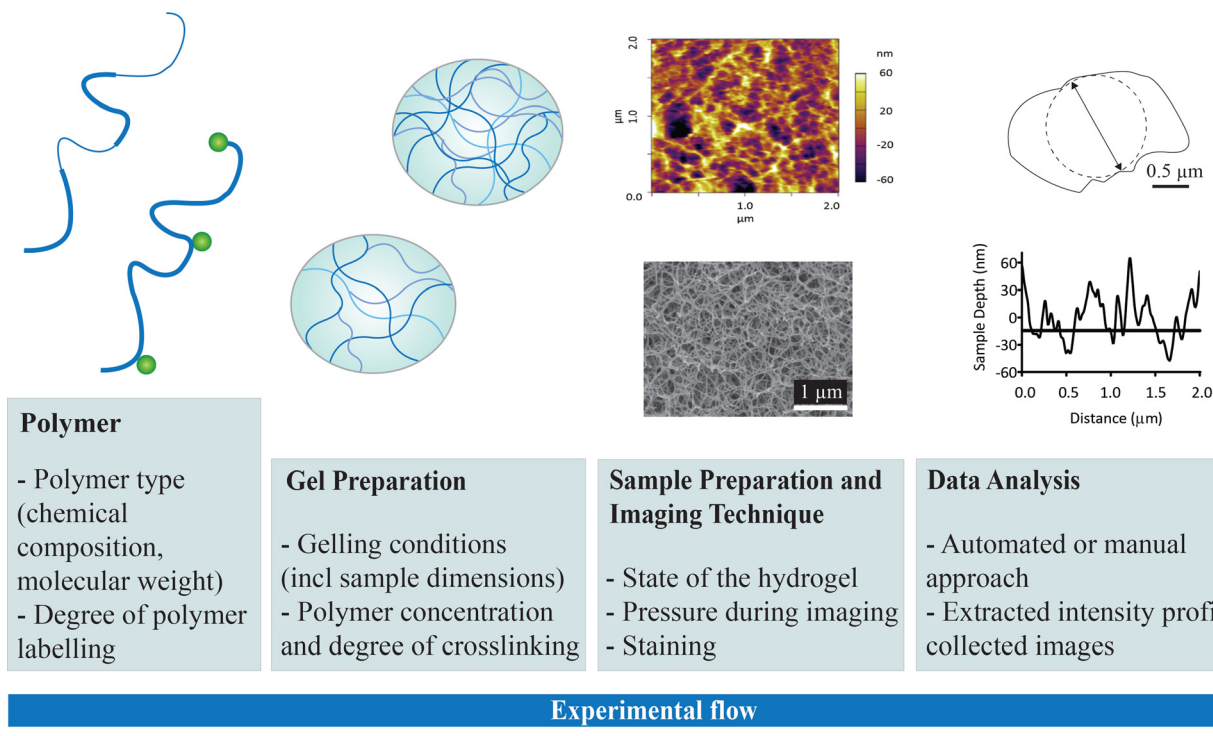 2.0
1.0
0.0
μm
1.0
2.0
μm
nm
60
20
-20
-60
0.5 μm
1 μm
Sample Depth (nm)
60
30
0
-30
-60
0.0
0.5
1.0
1.5
2.0
Distance (μm)
Polymer
- Polymer type
(chemical
composition,
molecular weight)
- Degree of polymer
labelling
Gel Preparation
- Gelling conditions
(incl sample dimensions)
- Polymer concentration
and degree of crosslinking
Sample Preparation and
Imaging Technique
- State of the hydrogel
- Pressure during imaging
- Staining
Data Analysis
- Automated or manual
approach
- Extracted intensity profi
collected images
Experimental flow